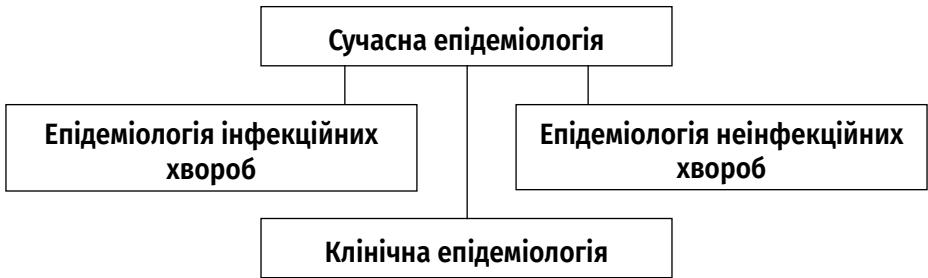 Сучасна епідеміологія
Епідеміологія інфекційних
хвороб
Епідеміологія неінфекційних
хвороб
Клінічна епідеміологія